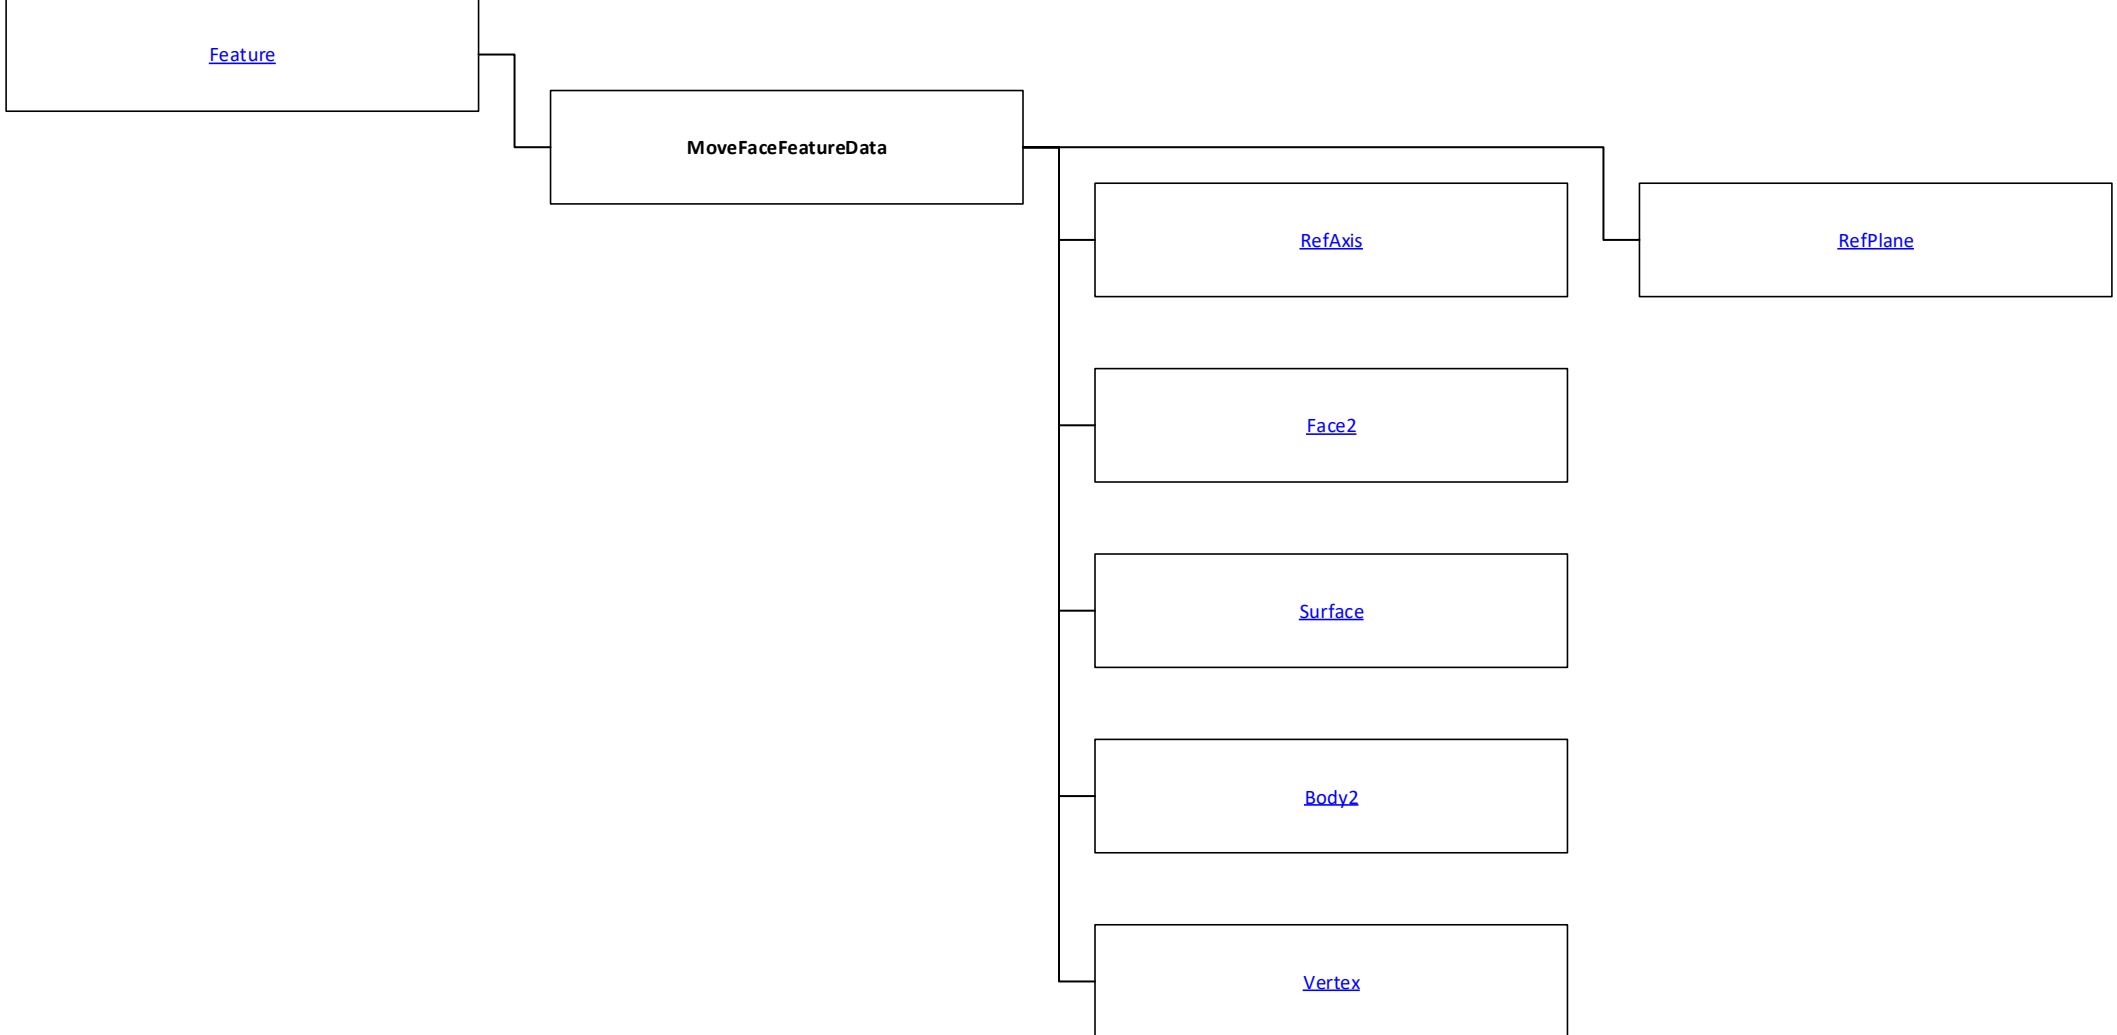 Feature
MoveFaceFeatureData
RefAxis
RefPlane
Face2
Surface
Body2
Vertex